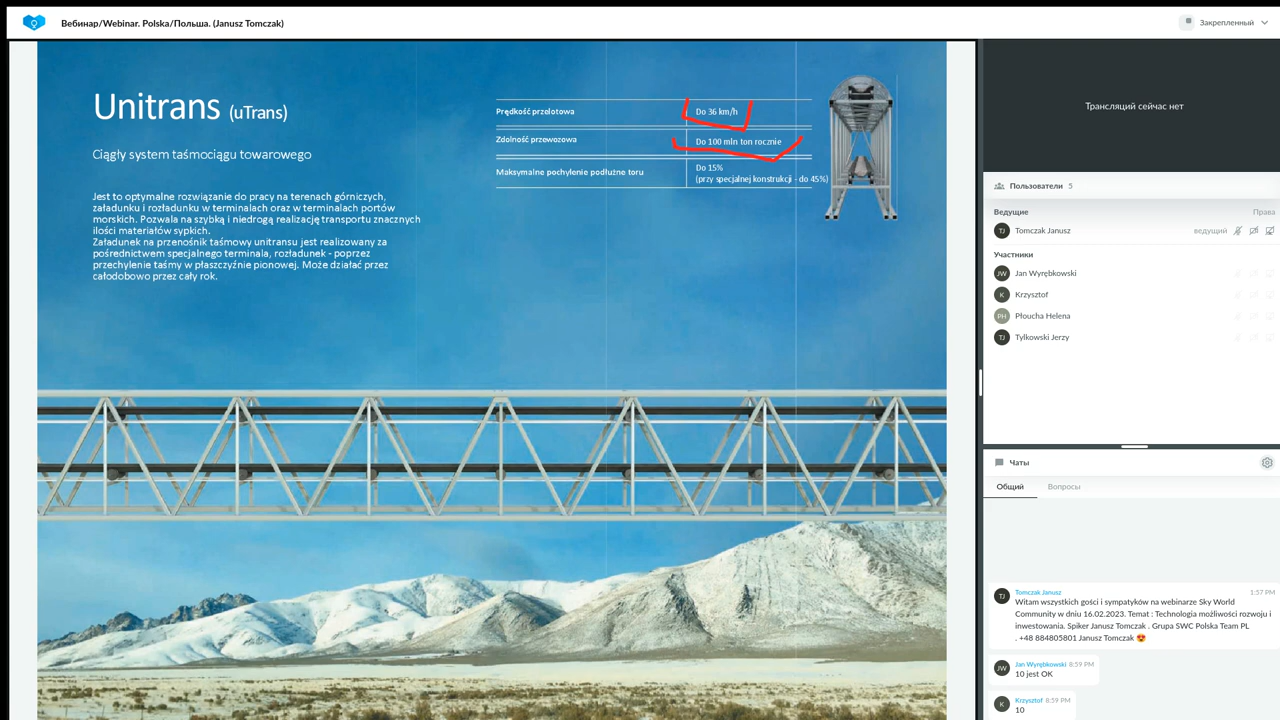 Вебинар/Webinar. Polska/Польша. (Janusz Tomczak)
Закрепленный
Unitrans (uTrans)
Ciągły system taśmociągu towarowego
Jest to optymalne rozwiązanie do pracy na terenach górniczych,
załadunku i rozładunku w terminalach oraz w terminalach portów
morskich. Pozwala na szybką i niedrogą realizację transportu znacznych
ilości materiałów sypkich.
Załadunek na przenośnik taśmowy unitransu jest realizowany za
pośrednictwem specjalnego terminala, rozładunek - poprzez
przechylenie taśmy w płaszczyźnie pionowej. Może działać przez
całodobowo przez cały rok.
Prędkość przelotowa
Do 36 km/h
Zdolność przewozowa
Do 100 mln ton rocznie
Maksymalne pochylenie podłużne toru
Do 15%
(przy specjalnej konstrukcji - do 45%)
Трансляций сейчас нет
Пользователи 5
Ведущие Права
TJ Tomczak Janusz ведущий
Участники
JW Jan Wyrębkowski
K Krzysztof
PH Płoucha Helena
TJ Tylkowski Jerzy
Чаты
Общий Вопросы
TJ Tomczak Janusz 1:57 PM
Witam wszystkich gości i sympatyków na webinarze Sky World
Community w dniu 16.02.2023. Temat : Technologia możliwości rozwoju i
inwestowania. Spiker Janusz Tomczak . Grupa SWC Polska Team PL
. +48 884805801 Janusz Tomczak 😍
JW Jan Wyrębkowski 8:59 PM
10 jest OK
K Krzysztof 8:59 PM
10